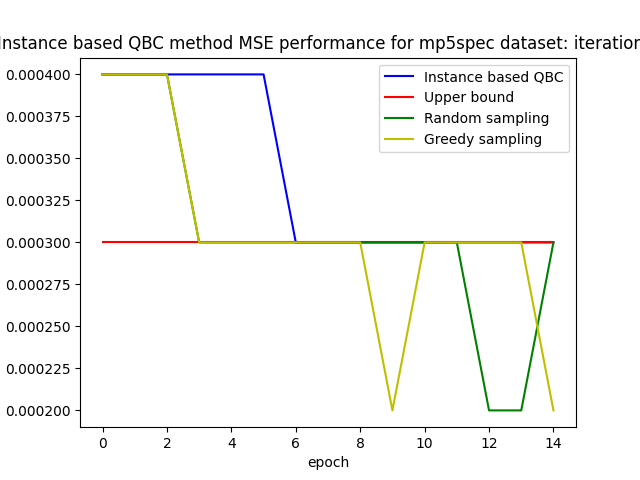 Instance based QBC method MSE performance for mp5spec dataset: iteration
0.000400
0.000375
0.000350
0.000325
0.000300
0.000275
0.000250
0.000225
0.000200
Instance based QBC
Upper bound
Random sampling
Greedy sampling
0 2 4 6 8 10 12 14
epoch